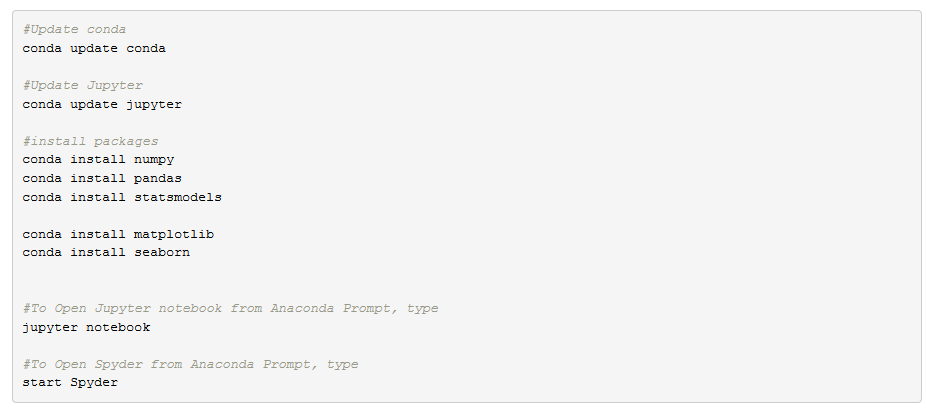 #Update conda
conda update conda
#Update Jupyter
conda update jupyter
#install packages
conda install numpy
conda install pandas
conda install statsmodels
conda install matplotlib
conda install seaborn
#To Open Jupyter notebook from Anaconda Prompt, type
jupyter notebook
#To Open Spyder from Anaconda Prompt, type
start Spyder